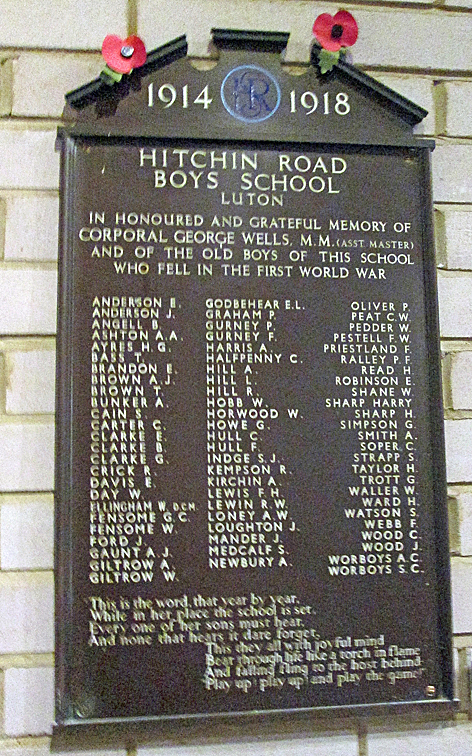 1914 1918
HITCHIN ROAD
BOYS SCHOOL
LUTON
IN HONOURED AND GRATEFUL MEMORY OF
CORPORAL GEORGE WELLS, M.M. (ASST. MASTER)
AND OF THE OLD BOYS OF THIS SCHOOL
WHO FELL IN THE FIRST WORLD WAR
ANDERSON E.
ANDERSON J.
ANGELL B.
ASHTON A.A.
AYRES H.G.
BASS T.
BRANDON E.
BROWN A.J.
BROWN T.
BUNKER A.
CAIN S.
CARTER C.
CLARKE E.
CLARKE B.
CLARKE G.
CRICK R.
DAVIS E.
DAY W.
ELLINGHAM W. D.C.M.
FENSOME G.C.
FENSOME W.
FORD J.
GAUNT A.J.
GILTROW A.
GILTROW W.
GODBEHEAR E.L.
GRAHAM P.
GURNEY P.
GURNEY F.
HARRIS A.
HALFPENNY C.
HILL A.
HILL L.
HILL R.
HOBB W.
HORWOOD W.
HOWE G.
HULL C.
HULL F.
INDGE S.J.
KEMPSON R.
KIRCHIN A.
LEWIS F.H.
LEWIN R.W.
LONEY A.W.
LOUGHTON J.
MANDER J.
MEDCALF S.
NEWBURY A.
OLIVER P.
PEAT C.W.
PEDDER W.
PESTELL F.W.
PRIESTLAND F.
RALLEY P.F.
READ H.
ROBINSON E.
SHANE W.
SHARP HARRY
SHARP H.
SIMPSON G.
SMITH A.
SOPER C.
STRAPP S.
TAYLOR H.
TROTT G.
WALLER W.
WARD H.
WATSON S.
WEBB F.
WOOD C.
WOOD J.
WORBOYS A.C.
WORBOYS S.C.
This is the word, that year by year,
While in her place the school is set.
Every one of her sons must hear,
And none that hears it dare forget.
This they all with joyful mind
Bear through life like a torch in flame
And falling fling to the host behind
"Play up! play up! and play the game"